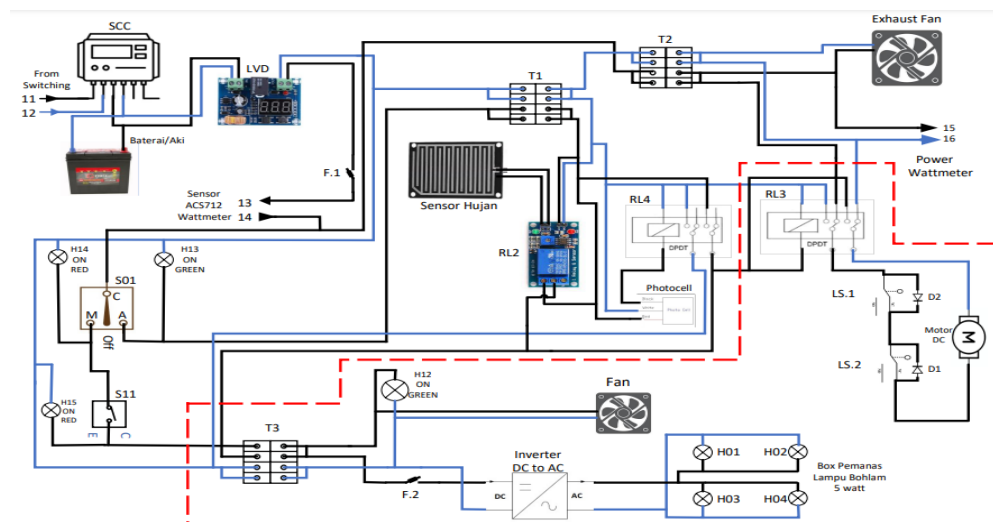 SCC
From
Switching
11
12
LVD
Baterai/Aki
Sensor
ACS712
Wattmeter
13
14
F.1
T1
T2
Exhaust Fan
15
16
Power
Wattmeter
Sensor Hujan
RL2
RL4
DPDT
RL3
DPDT
Photocell
H14
ON
RED
H13
ON
GREEN
S01
C
M
A
Off
S11
E
C
H15
ON
RED
LS.1
D2
LS.2
D1
Motor
DC
M
H12
ON
GREEN
Fan
T3
F.2
Inverter
DC to AC
DC
AC
H01
H02
H03
H04
Box Pemanas
Lampu Bohlam
5 watt